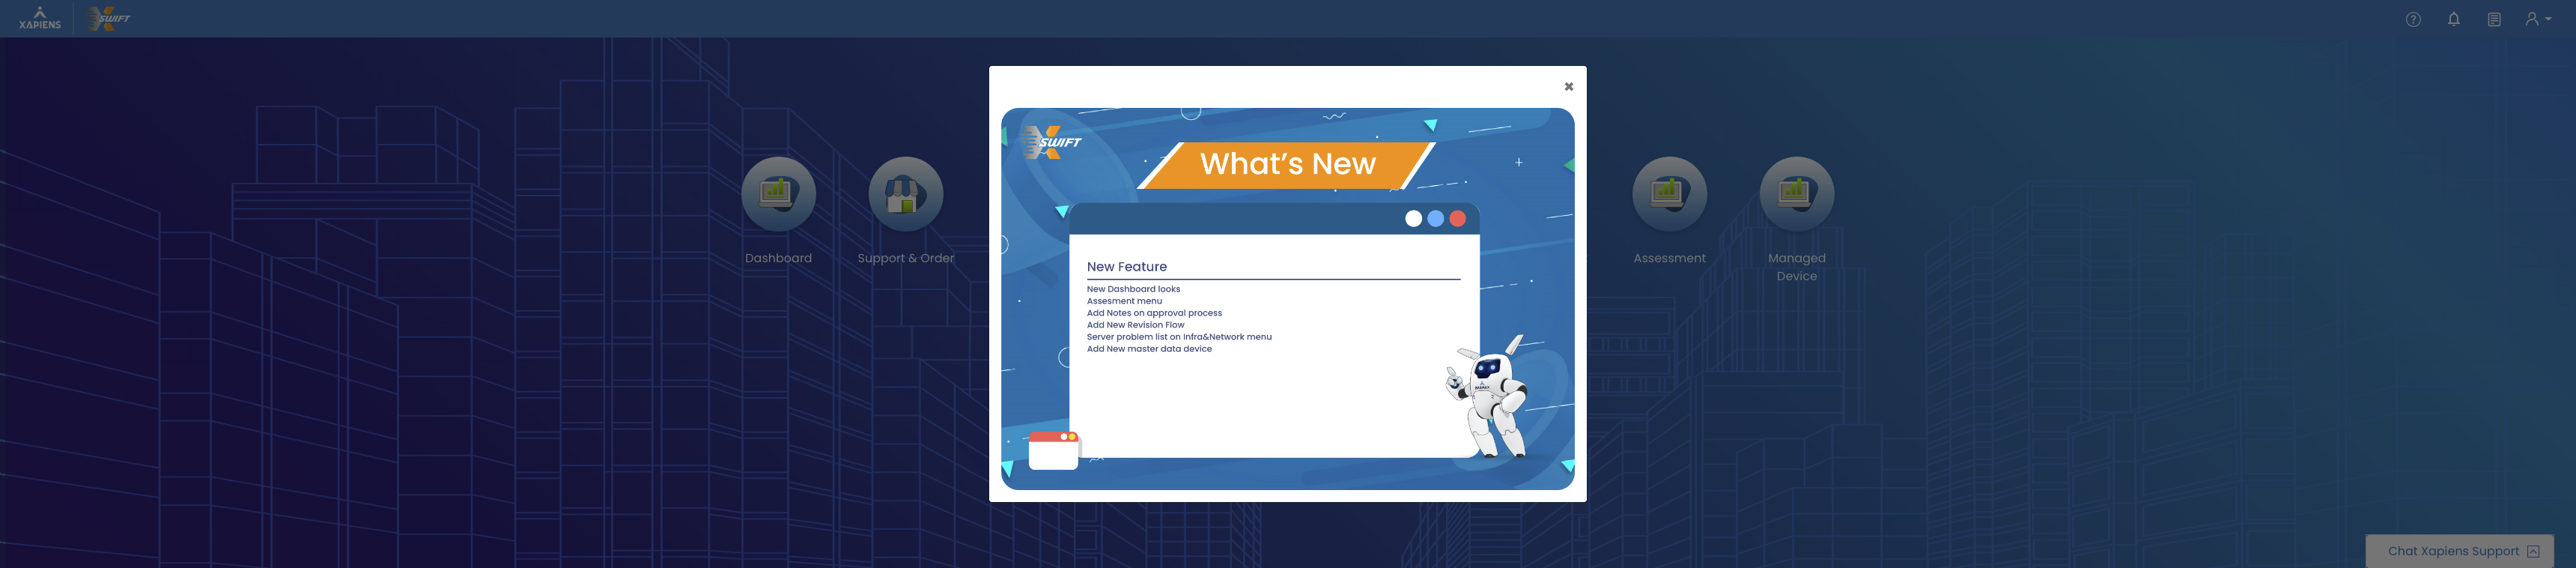 XAPIENS
SWIFT
SWIFT
What's New
Dashboard
Support & Order
Assessment
Managed
Device
New Feature
New Dashboard looks
Assesment menu
Add Notes on approval process
Add New Revision Flow
Server problem list on Infra&Network menu
Add New master data device
Chat Xapiens Support